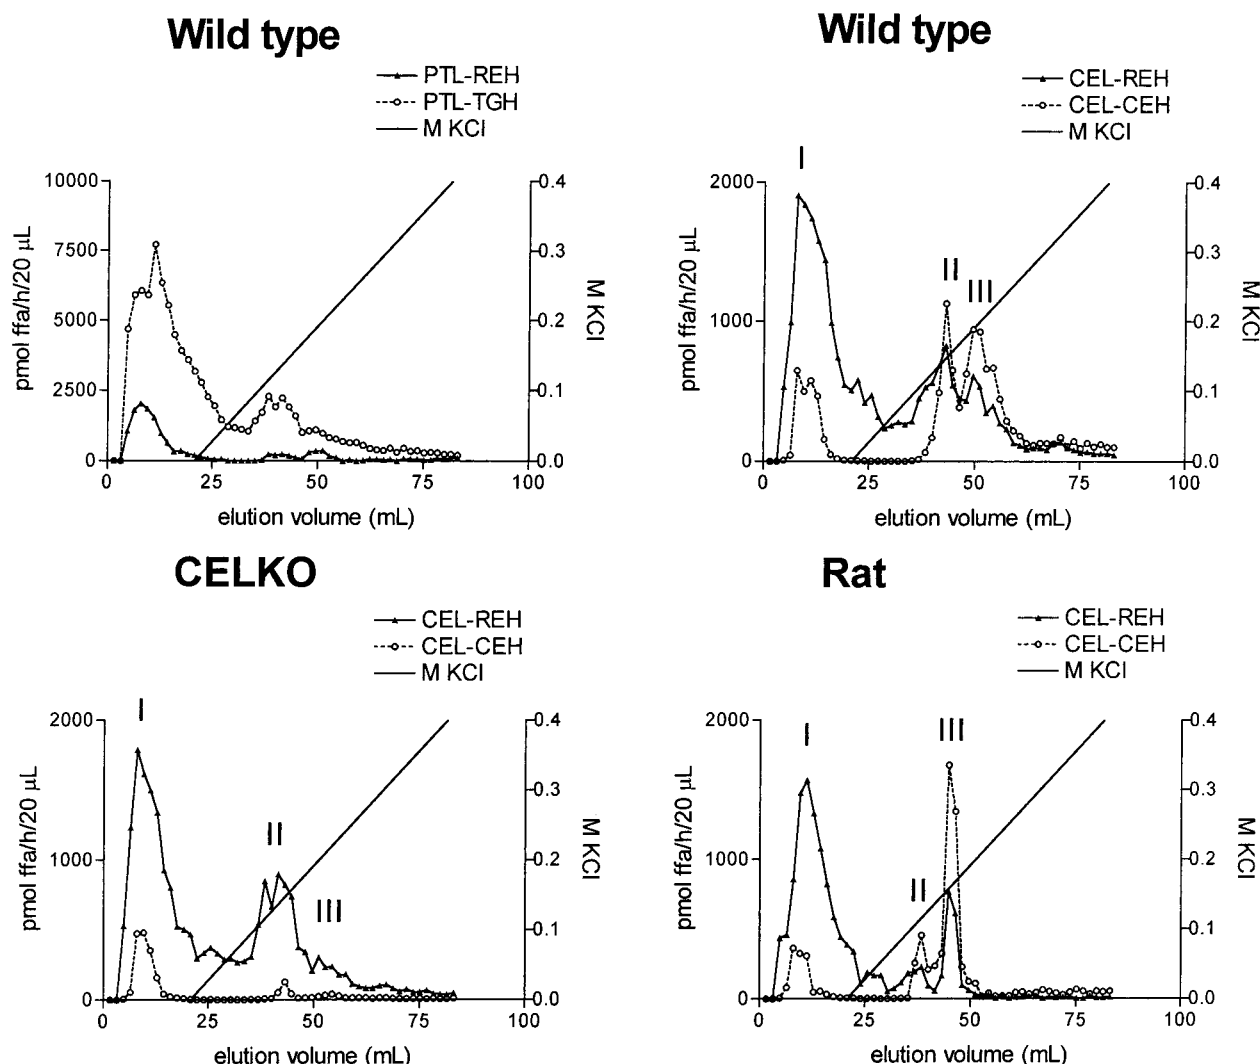 Wild type
PTL-REH
PTL-TGH
M KCl
10000
7500
5000
2500
0
0.4
0.3
0.2
0.1
0.0
0 25 50 75 100
pmol ffa/h/20 µL
M KCl
elution volume (mL)
Wild type
CEL-REH
CEL-CEH
M KCl
I
II
III
2000
1000
0
0.4
0.3
0.2
0.1
0.0
0 25 50 75 100
pmol ffa/h/20 µL
M KCl
elution volume (mL)
CELKO
CEL-REH
CEL-CEH
M KCl
I
II
III
2000
1000
0
0.4
0.3
0.2
0.1
0.0
0 25 50 75 100
pmol ffa/h/20 µL
M KCl
elution volume (mL)
Rat
CEL-REH
CEL-CEH
M KCl
I
II
III
2000
1000
0
0.4
0.3
0.2
0.1
0.0
0 25 50 75 100
pmol ffa/h/20 µL
M KCl
elution volume (mL)